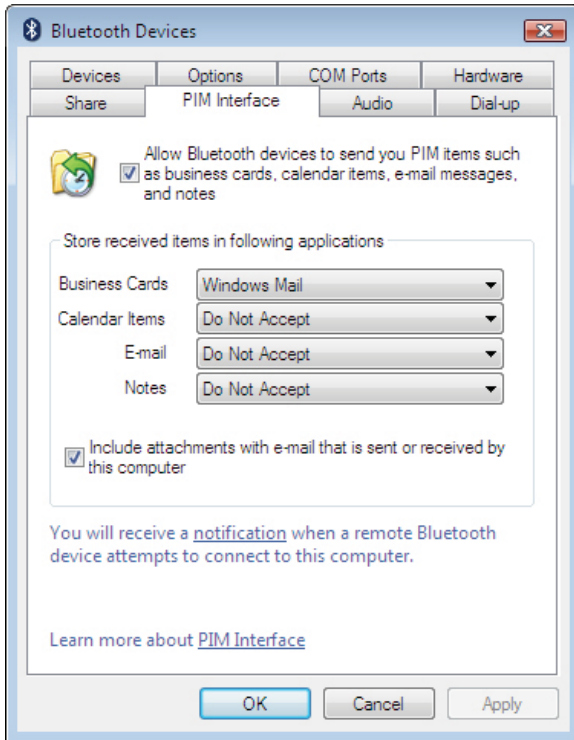 Bluetooth Devices
Devices Options COM Ports Hardware
Share PIM Interface Audio Dial-up
Allow Bluetooth devices to send you PIM items such
as business cards, calendar items, e-mail messages,
and notes
Store received items in following applications
Business Cards Windows Mail
Calendar Items Do Not Accept
E-mail Do Not Accept
Notes Do Not Accept
Include attachments with e-mail that is sent or received by
this computer
You will receive a notification when a remote Bluetooth
device attempts to connect to this computer.
Learn more about PIM Interface
OK Cancel Apply